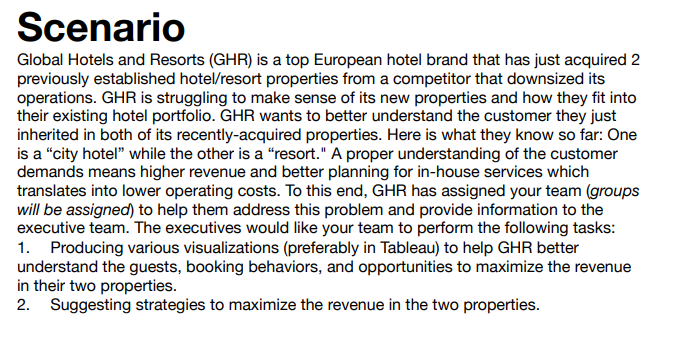 Scenario
Global Hotels and Resorts (GHR) is a top European hotel brand that has just acquired 2
previously established hotel/resort properties from a competitor that downsized its
operations. GHR is struggling to make sense of its new properties and how they fit into
their existing hotel portfolio. GHR wants to better understand the customer they just
inherited in both of its recently-acquired properties. Here is what they know so far: One
is a “city hotel” while the other is a “resort." A proper understanding of the customer
demands means higher revenue and better planning for in-house services which
translates into lower operating costs. To this end, GHR has assigned your team (groups
will be assigned) to help them address this problem and provide information to the
executive team. The executives would like your team to perform the following tasks:
1. Producing various visualizations (preferably in Tableau) to help GHR better
understand the guests, booking behaviors, and opportunities to maximize the revenue
in their two properties.
2. Suggesting strategies to maximize the revenue in the two properties.